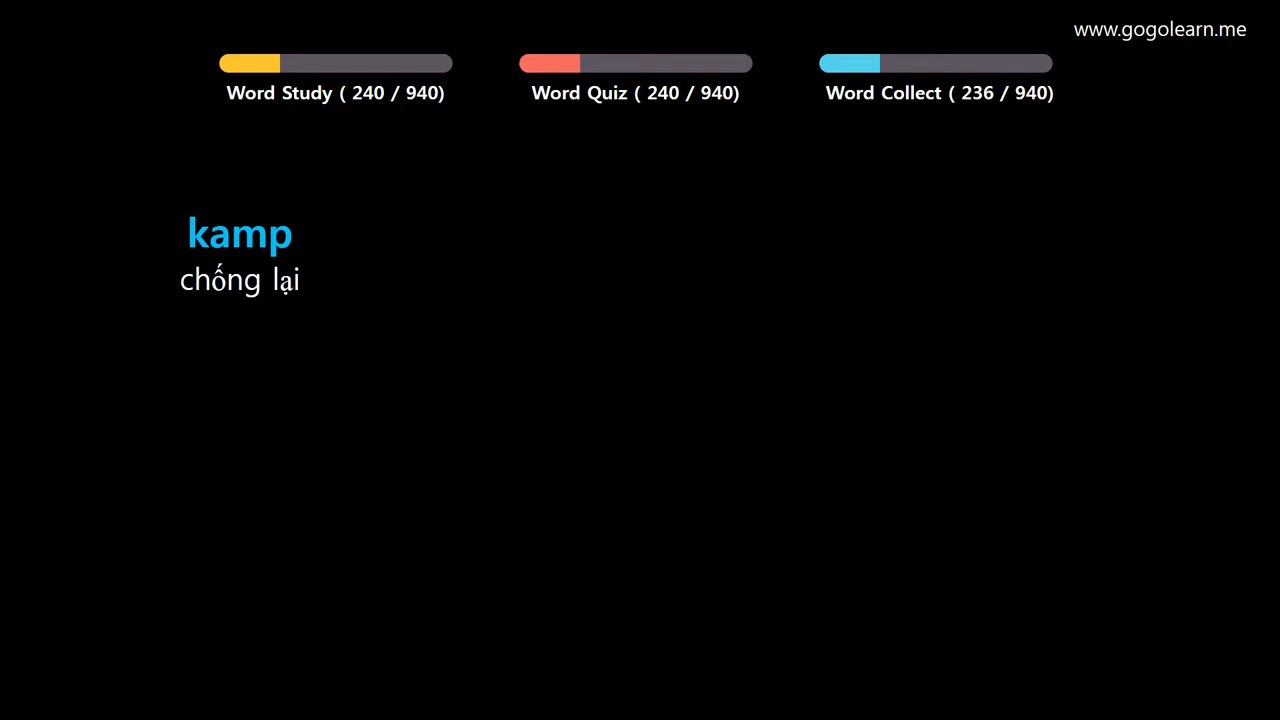 www.gogolearn.me
Word Study ( 240 / 940)
Word Quiz ( 240 / 940)
Word Collect ( 236 / 940)
kamp
chống lại